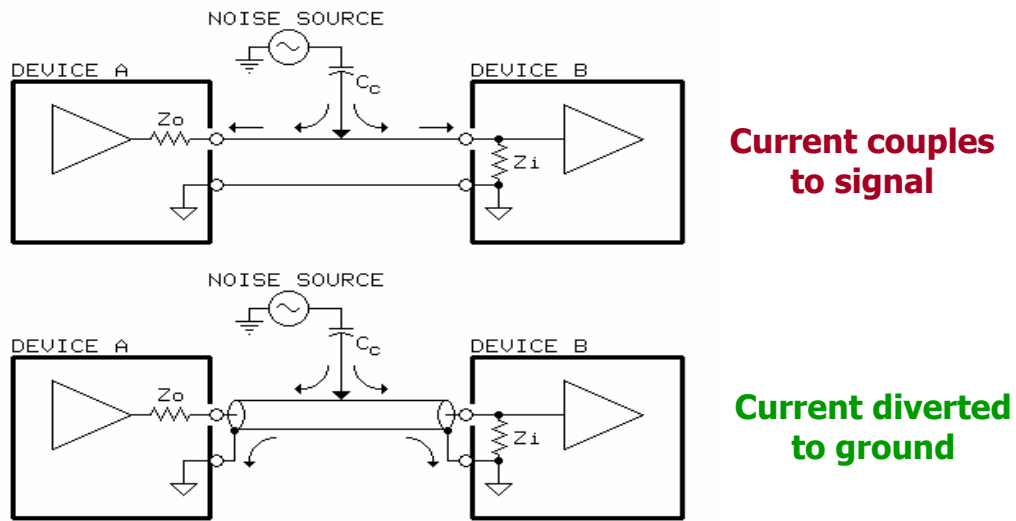 NOISE SOURCE
Cc
DEVICE A
DEVICE B
Zo
Zi
Current couples
to signal
NOISE SOURCE
Cc
DEVICE A
DEVICE B
Zo
Zi
Current diverted
to ground